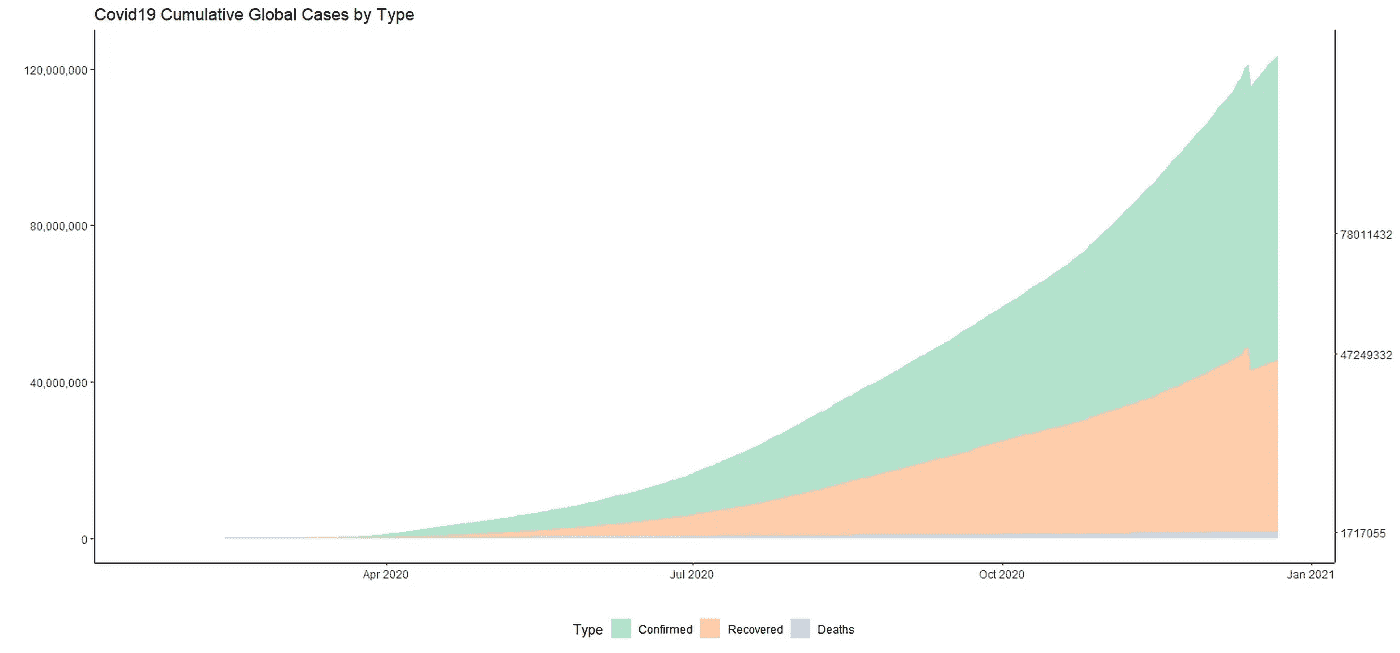 Covid19 Cumulative Global Cases by Type
120,000,000
80,000,000
78011432
47249332
40,000,000
1717055
0
Apr 2020 Jul 2020 Oct 2020 Jan 2021
Type Confirmed Recovered Deaths